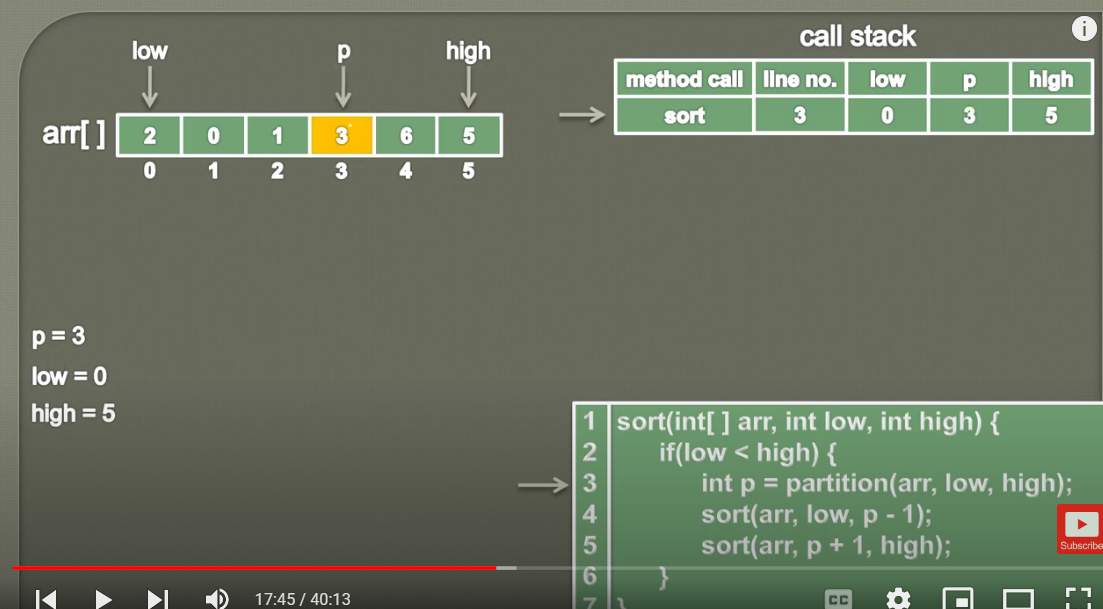 call stack
low p high
method call line no. low p high
sort 3 0 3 5
arr[ ] 2 0 1 3 6 5
0 1 2 3 4 5
p = 3
low = 0
high = 5
1 sort(int[ ] arr, int low, int high) {
2 if(low < high) {
3 int p = partition(arr, low, high);
4 sort(arr, low, p - 1);
5 sort(arr, p + 1, high);
6 }
7 }
Subscribe
17:45 / 40:13
CC